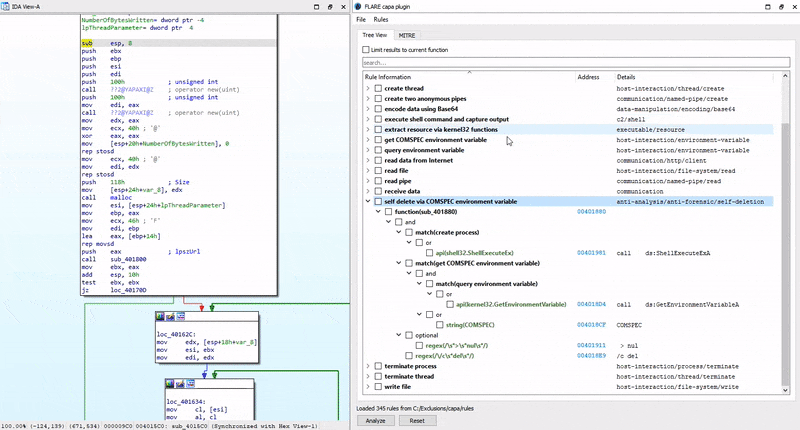 IDA View-A
NumberOfBytesWritten= dword ptr -4
lpThreadParameter= dword ptr 4
sub esp, 8
push ebx
push ebp
push esi
push edi
push 100h ; unsigned int
call ??2@YAPAXI@Z ; operator new(uint)
push 100h ; unsigned int
mov edi, eax
call ??2@YAPAXI@Z ; operator new(uint)
mov edx, eax
mov ecx, 40h ; '@'
xor eax, eax
mov [esp+20h+NumberOfBytesWritten], 0
rep stosd
mov ecx, 40h ; '@'
mov edi, edx
rep stosd
push 118h ; Size
mov [esp+24h+var_8], edx
call malloc
mov esi, [esp+24h+lpThreadParameter]
mov ebp, eax
mov ecx, 46h ; 'F'
mov edi, ebp
lea eax, [ebp+14h]
rep movsd
push eax ; lpszUrl
call sub_401800
mov ebx, eax
add esp, 10h
test ebx, ebx
jz loc_40170D
loc_40162C:
mov edx, [esp+18h+var_8]
mov esi, ebx
mov edi, edx
loc_401634:
mov cl, [esi]
mov al, cl
100.00% (-124,139) (671,534) 000009C0 004015C0: sub_4015C0 (Synchronized with Hex View-1)
FLARE capa plugin
File Rules
Tree View MITRE
Limit results to current function
search...
Rule Information Address Details
create thread host-interaction/thread/create
create two anonymous pipes communication/named-pipe/create
encode data using Base64 data-manipulation/encoding/base64
execute shell command and capture output c2/shell
extract resource via kernel32 functions executable/resource
get COMSPEC environment variable host-interaction/environment-variable
query environment variable host-interaction/environment-variable
read data from Internet communication/http/client
read file host-interaction/file-system/read
read pipe communication/named-pipe/read
receive data communication
self delete via COMSPEC environment variable anti-analysis/anti-forensic/self-deletion
function(sub_401880) 00401880
and
match(create process)
or
api(shell32.ShellExecuteEx) 00401981 call ds:ShellExecuteExA
match(get COMSPEC environment variable)
and
match(query environment variable)
or
api(kernel32.GetEnvironmentVariable) 004018D4 call ds:GetEnvironmentVariableA
or
string(COMSPEC) 004018CF COMSPEC
optional
regex(/\s*>\s*nul\s*/) 00401911 > nul
regex(/\/c\s*del\s*/) 004018E9 /c del
terminate process host-interaction/process/terminate
terminate thread host-interaction/thread/terminate
write file host-interaction/file-system/write
Loaded 345 rules from C:/Exclusions/capa/rules
Analyze Reset